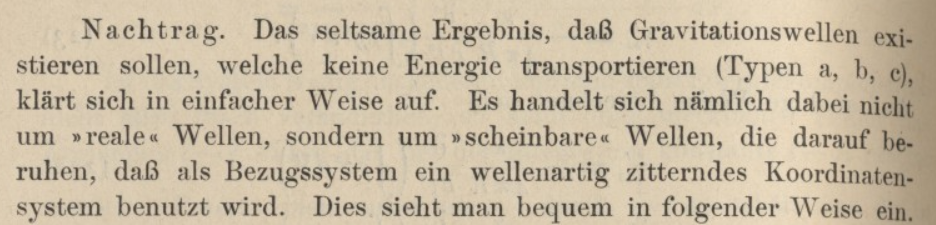 Nachtrag. Das seltsame Ergebnis, daß Gravitationswellen exi-
stieren sollen, welche keine Energie transportieren (Typen a, b, c),
klärt sich in einfacher Weise auf. Es handelt sich nämlich dabei nicht
um »reale« Wellen, sondern um »scheinbare« Wellen, die darauf be-
ruhen, daß als Bezugssystem ein wellenartig zitterndes Koordinaten-
system benutzt wird. Dies sieht man bequem in folgender Weise ein.